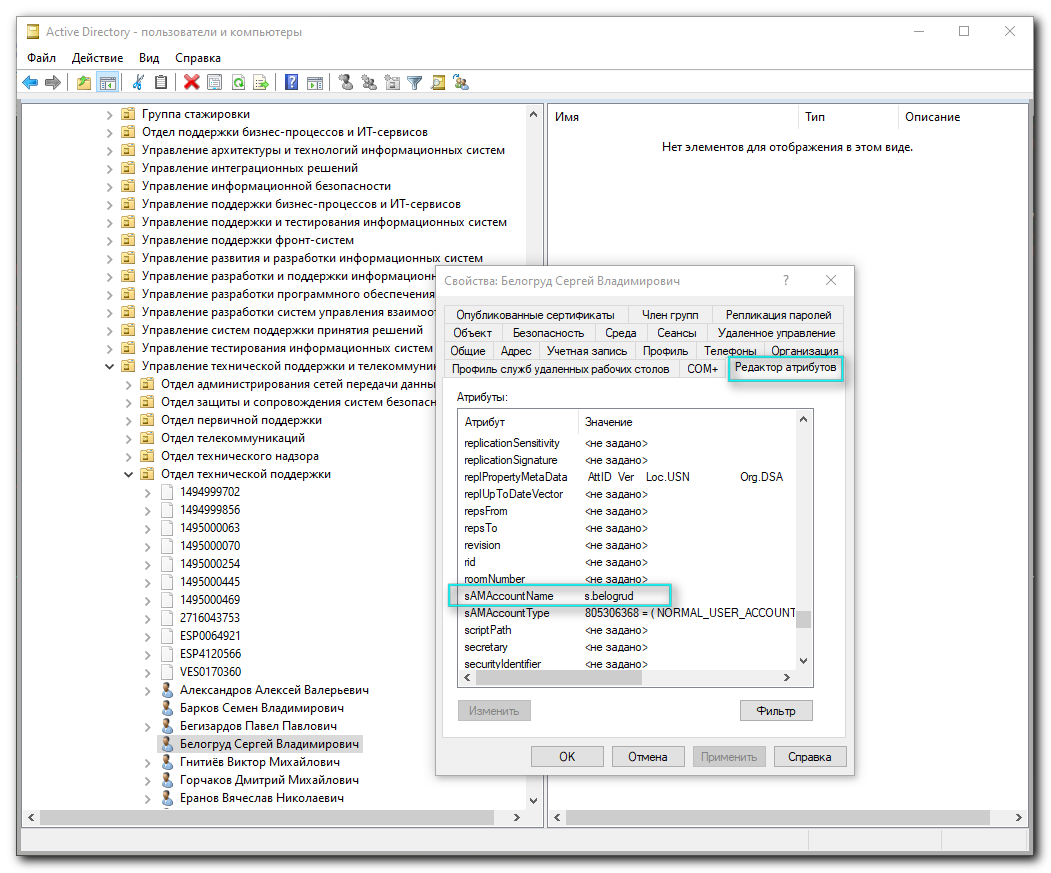 Active Directory - пользователи и компьютеры
Файл Действие Вид Справка
Группа стажировки
Отдел поддержки бизнес-процессов и ИТ-сервисов
Управление архитектуры и технологий информационных систем
Управление интеграционных решений
Управление информационной безопасности
Управление поддержки бизнес-процессов и ИТ-сервисов
Управление поддержки и тестирования информационных систем
Управление поддержки фронт-систем
Управление развития и разработки информационных систем
Управление разработки и поддержки информационн
Управление разработки программного обеспечения
Управление разработки систем управления взаимоот
Управление систем поддержки принятия решений
Управление тестирования информационных систем
Управление технической поддержки и телекоммуник
Отдел администрирования сетей передачи данны
Отдел защиты и сопровождения систем безопасн
Отдел первичной поддержки
Отдел телекоммуникаций
Отдел технического надзора
Отдел технической поддержки
1494999702
1494999856
1495000063
1495000070
1495000254
1495000445
1495000469
2716043753
ESP0064921
ESP4120566
VES0170360
Александров Алексей Валерьевич
Барков Семен Владимирович
Бегизардов Павел Павлович
Белогруд Сергей Владимирович
Гнитиёв Виктор Михайлович
Горчаков Дмитрий Михайлович
Еранов Вячеслав Николаевич
Имя Тип Описание
Нет элементов для отображения в этом виде.
Свойства: Белогруд Сергей Владимирович ?
Опубликованные сертификаты Член групп Репликация паролей
Объект Безопасность Среда Сеансы Удаленное управление
Общие Адрес Учетная запись Профиль Телефоны Организация
Профиль служб удаленных рабочих столов COM+ Редактор атрибутов
Атрибуты:
Атрибут Значение
replicationSensitivity <не задано>
replicationSignature <не задано>
replPropertyMetaData AttID Ver Loc.USN Org.DSA
replUpToDateVector <не задано>
repsFrom <не задано>
repsTo <не задано>
revision <не задано>
rid <не задано>
roomNumber <не задано>
sAMAccountName s.belogrud
sAMAccountType 805306368 = ( NORMAL_USER_ACCOUNT
scriptPath <не задано>
secretary <не задано>
securityIdentifier <не задано>
Изменить Фильтр
OK Отмена Применить Справка